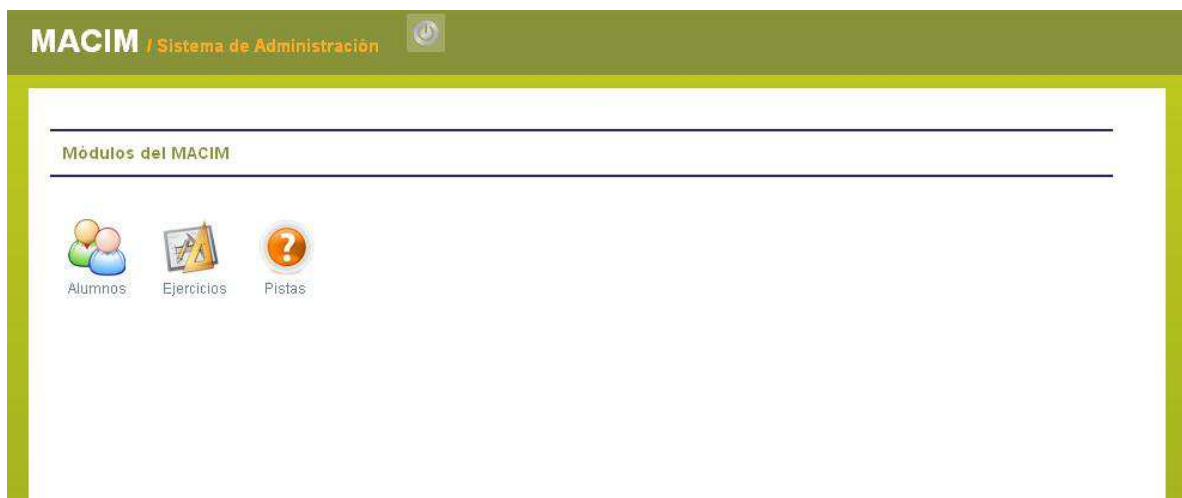 MACIM / Sistema de Administración
Módulos del MACIM
Alumnos Ejercicios Pistas